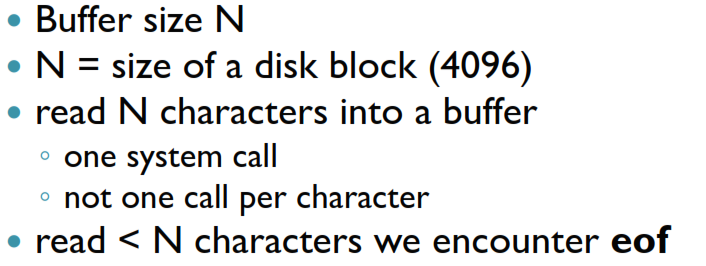 • Buffer size N
• N = size of a disk block (4096)
• read N characters into a buffer
◦ one system call
◦ not one call per character
• read < N characters we encounter eof